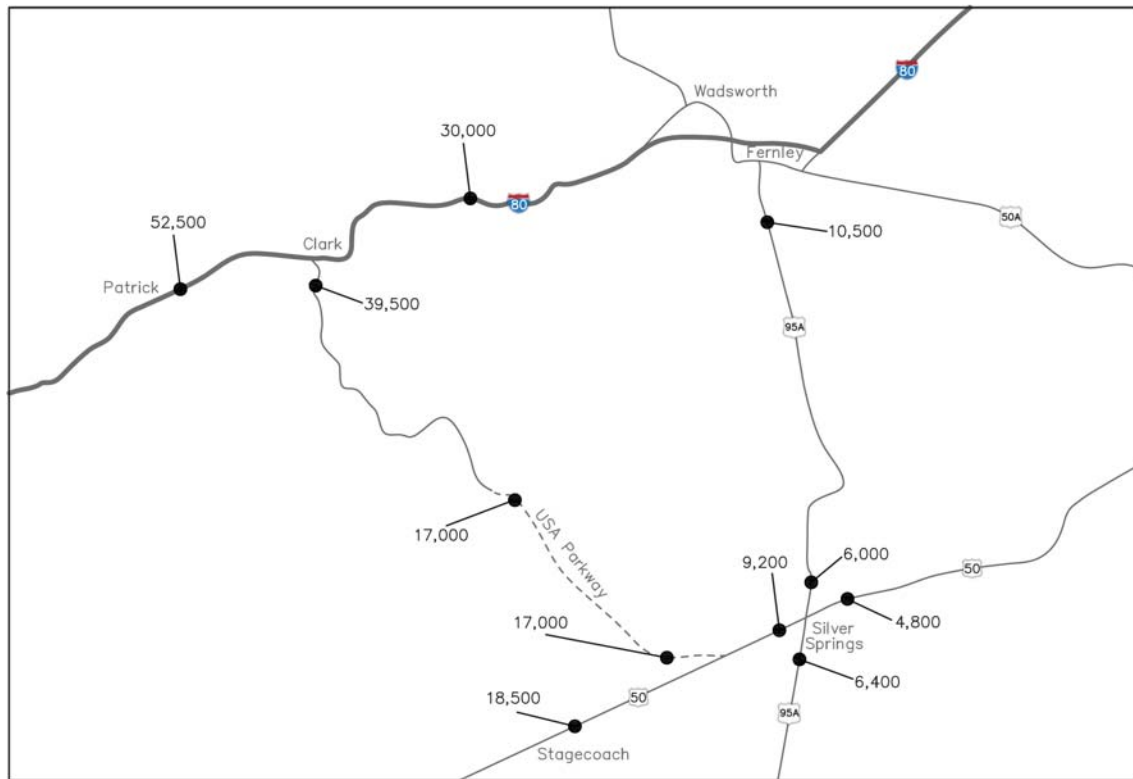 Wadsworth
80
30,000
Fernley
80
50A
52,500
Clark
10,500
Patrick
39,500
95A
17,000
USA Parkway
9,200
6,000
50
4,800
17,000
Silver
Springs
6,400
18,500
50
95A
Stagecoach